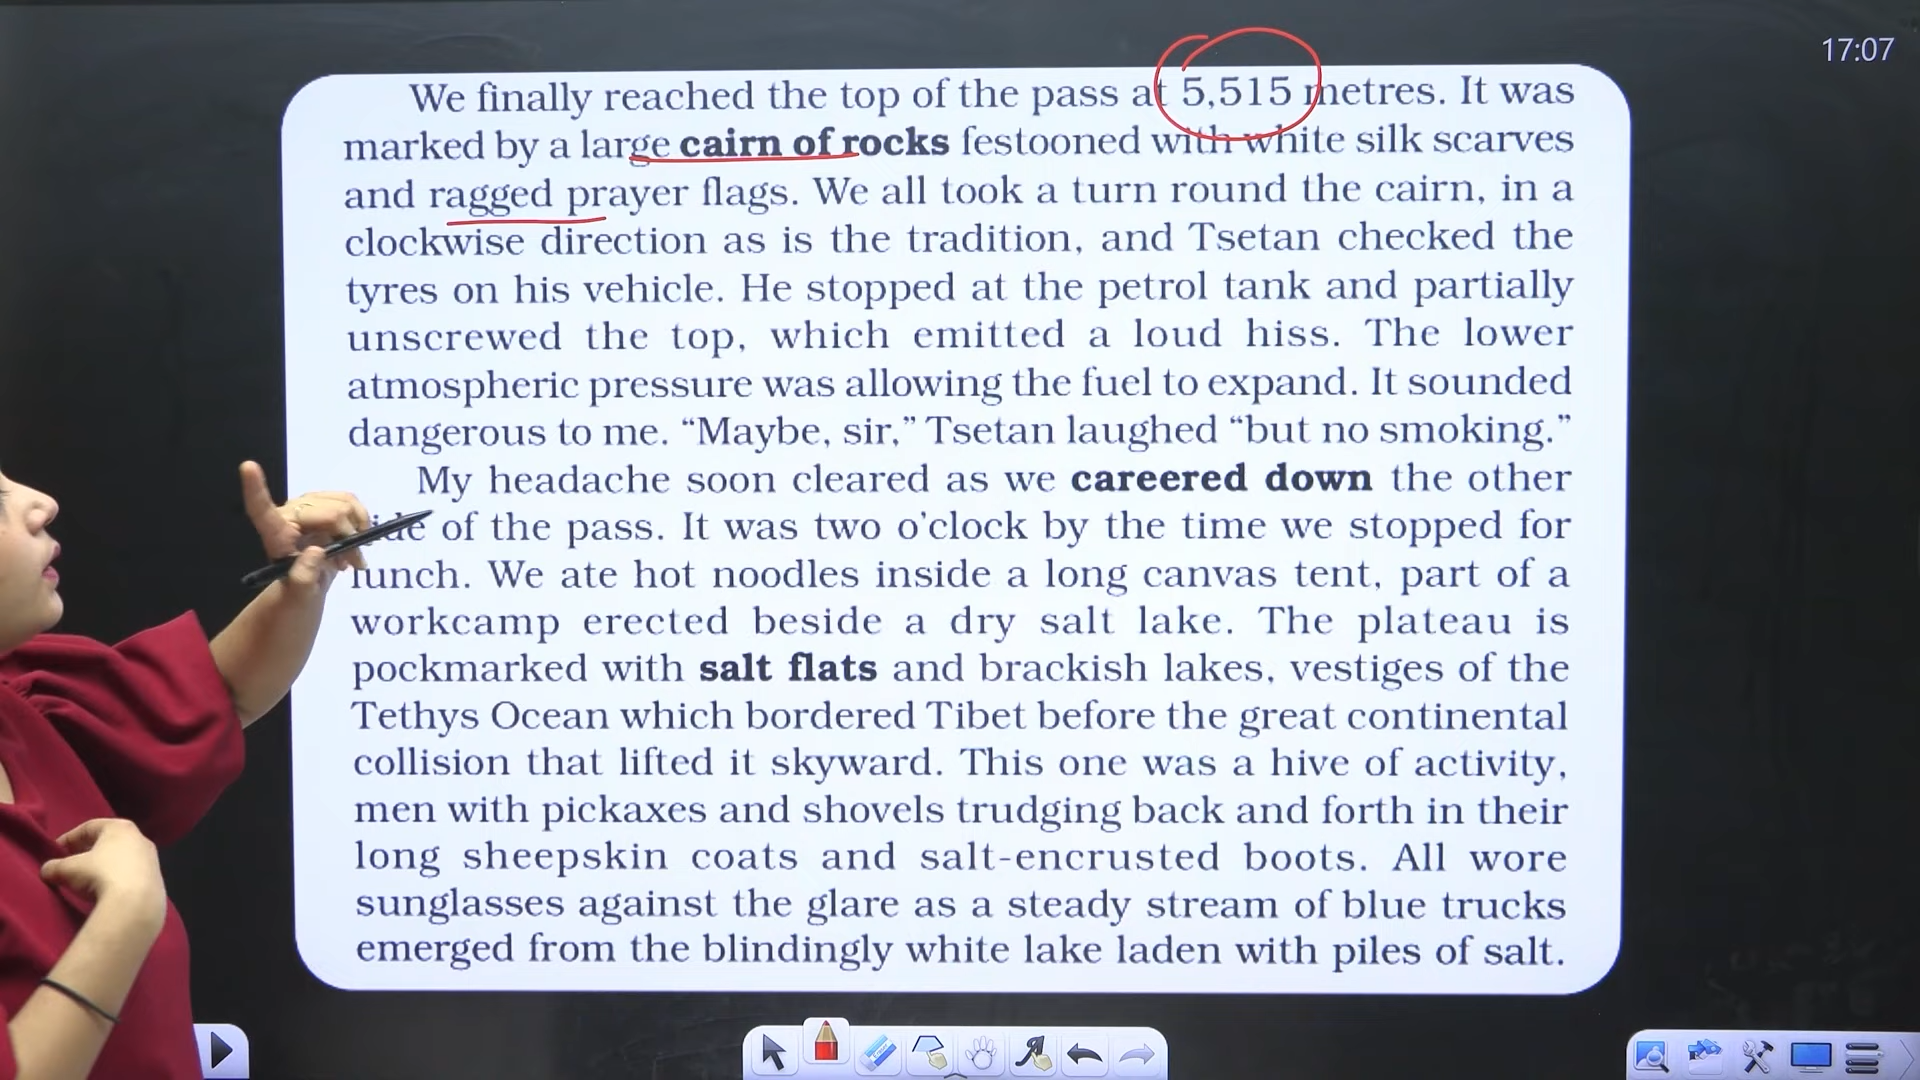 17:07
We finally reached the top of the pass at 5,515 metres. It was
marked by a large cairn of rocks festooned with white silk scarves
and ragged prayer flags. We all took a turn round the cairn, in a
clockwise direction as is the tradition, and Tsetan checked the
tyres on his vehicle. He stopped at the petrol tank and partially
unscrewed the top, which emitted a loud hiss. The lower
atmospheric pressure was allowing the fuel to expand. It sounded
dangerous to me. “Maybe, sir,” Tsetan laughed “but no smoking.”
My headache soon cleared as we careered down the other
side of the pass. It was two o’clock by the time we stopped for
lunch. We ate hot noodles inside a long canvas tent, part of a
workcamp erected beside a dry salt lake. The plateau is
pockmarked with salt flats and brackish lakes, vestiges of the
Tethys Ocean which bordered Tibet before the great continental
collision that lifted it skyward. This one was a hive of activity,
men with pickaxes and shovels trudging back and forth in their
long sheepskin coats and salt-encrusted boots. All wore
sunglasses against the glare as a steady stream of blue trucks
emerged from the blindingly white lake laden with piles of salt.